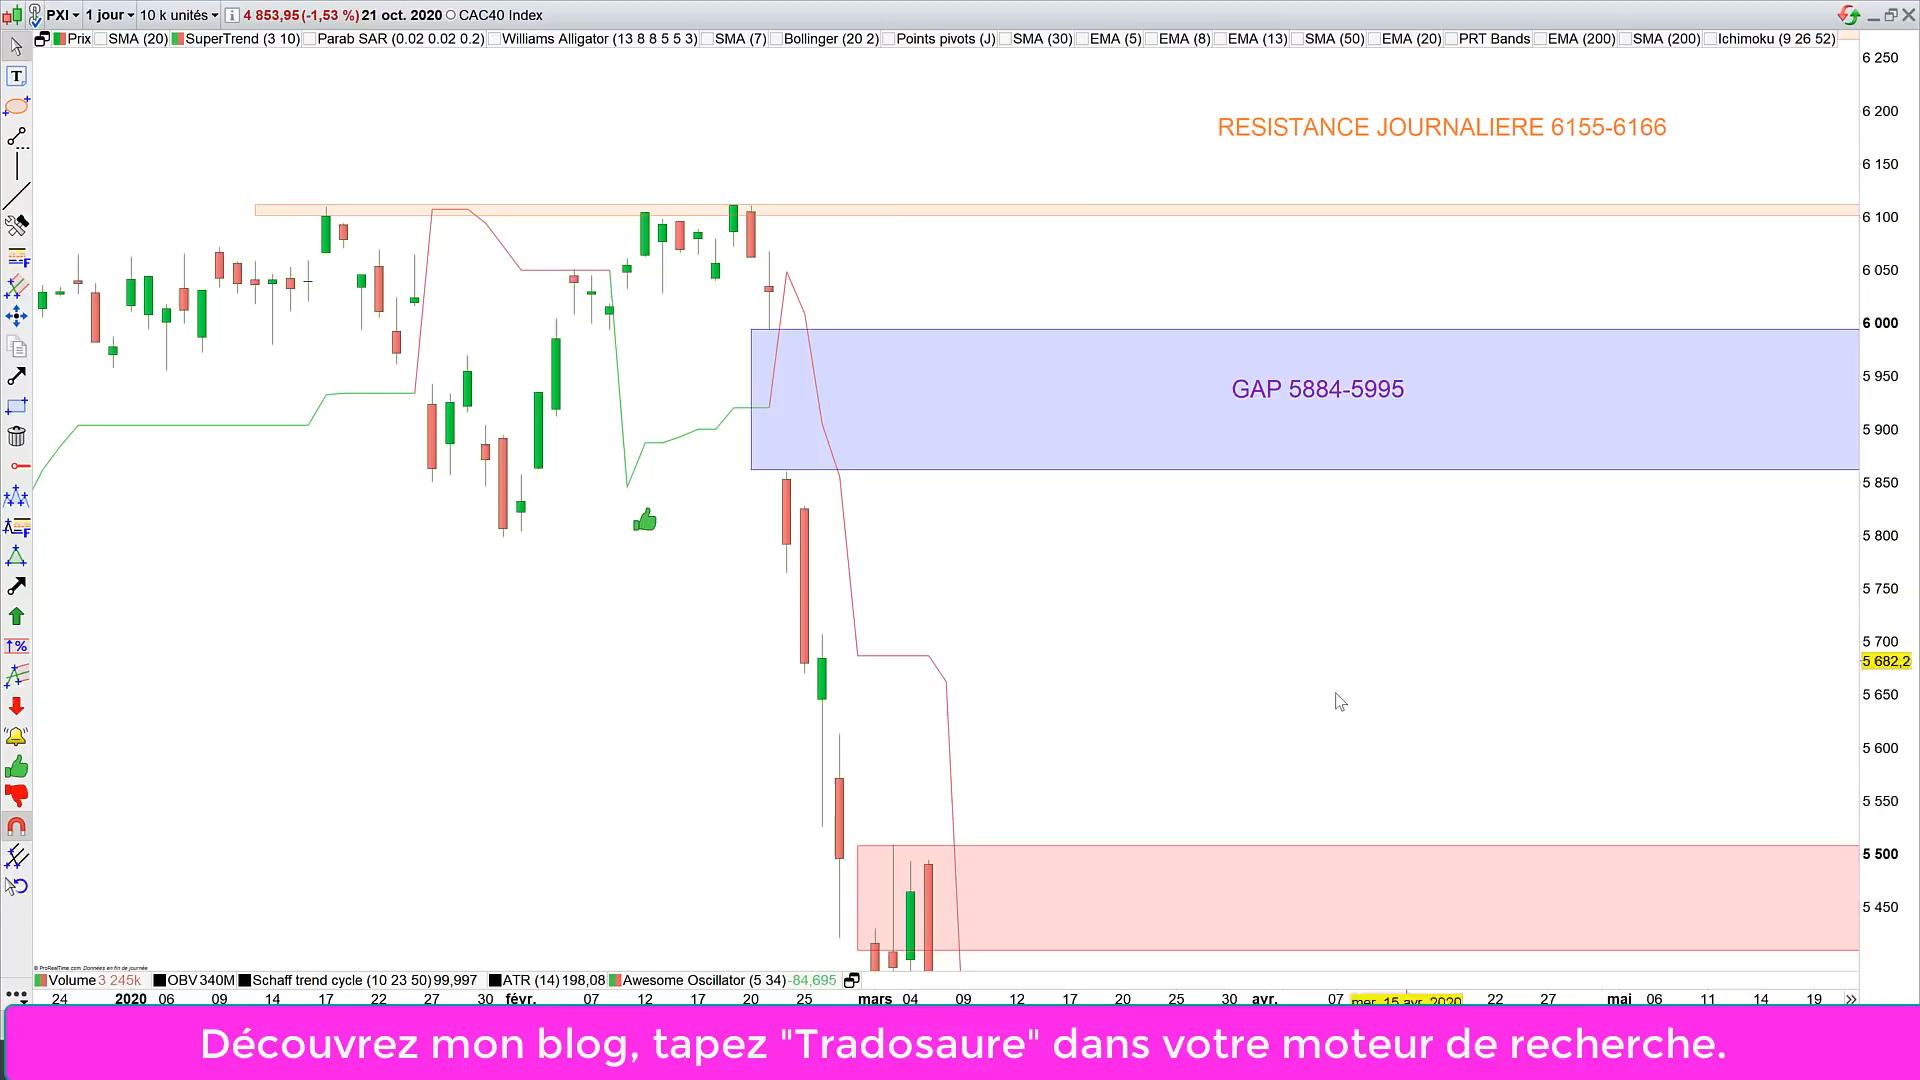 PXI 1 jour 10 k unités 4 853,95 (-1,53 %) 21 oct. 2020 CAC40 Index
Prix SMA (20) SuperTrend (3 10) Parab SAR (0.02 0.02 0.2) Williams Alligator (13 8 8 5 5 3) SMA (7) Bollinger (20 2) Points pivots (J) SMA (30) EMA (5) EMA (8) EMA (13) SMA (50) EMA (20) PRT Bands EMA (200) SMA (200) Ichimoku (9 26 52)
6 250
6 200
RESISTANCE JOURNALIERE 6155-6166
6 150
6 100
6 050
6 000
5 950
GAP 5884-5995
5 900
5 850
5 800
5 750
5 700
5 682,2
5 650
5 600
5 550
5 500
5 450
© ProRealTime.com Données en fin de journée
Volume 3 245k OBV 340M Schaff trend cycle (10 23 50) 99,997 ATR (14) 198,08 Awesome Oscillator (5 34) -84,695
24 2020 06 09 14 17 22 27 30 févr. 07 12 17 20 25 mars 04 09 12 17 20 25 30 avr. 07 mer. 15 avr. 2020 22 27 mai 06 11 14 19 »
Découvrez mon blog, tapez "Tradosaure" dans votre moteur de recherche.